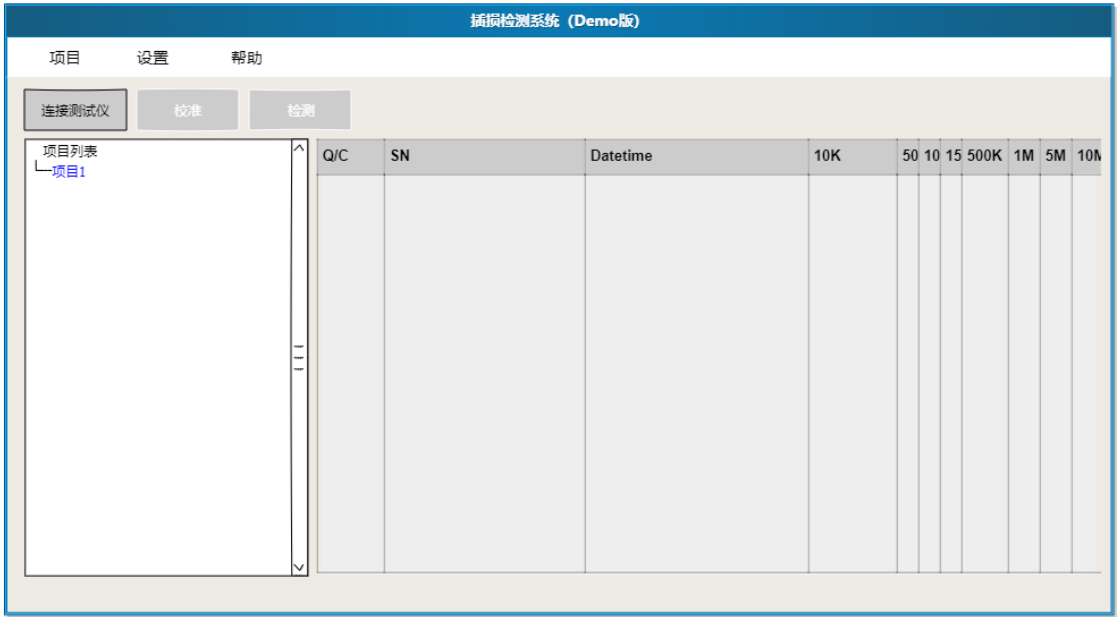 插损检测系统（Demo版）
项目 设置 帮助
连接测试仪 校准 检测
项目列表
项目1
Q/C SN Datetime 10K 50 10 15 500K 1M 5M 10M